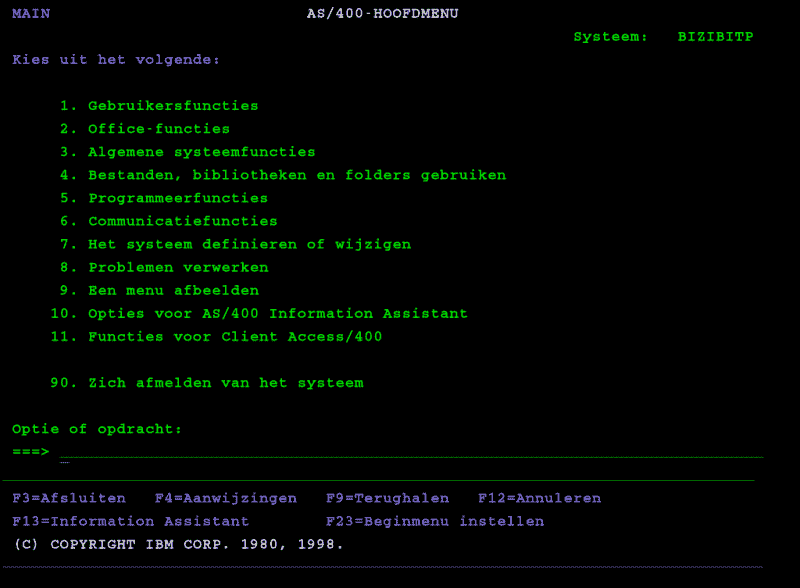 MAIN AS/400-HOOFDMENU
Systeem: BIZIBITP
Kies uit het volgende:
1. Gebruikersfuncties
2. Office-functies
3. Algemene systeemfuncties
4. Bestanden, bibliotheken en folders gebruiken
5. Programmeerfuncties
6. Communicatiefuncties
7. Het systeem definieren of wijzigen
8. Problemen verwerken
9. Een menu afbeelden
10. Opties voor AS/400 Information Assistant
11. Functies voor Client Access/400
90. Zich afmelden van het systeem
Optie of opdracht:
===> _
F3=Afsluiten F4=Aanwijzingen F9=Terughalen F12=Annuleren
F13=Information Assistant F23=Beginmenu instellen
(C) COPYRIGHT IBM CORP. 1980, 1998.